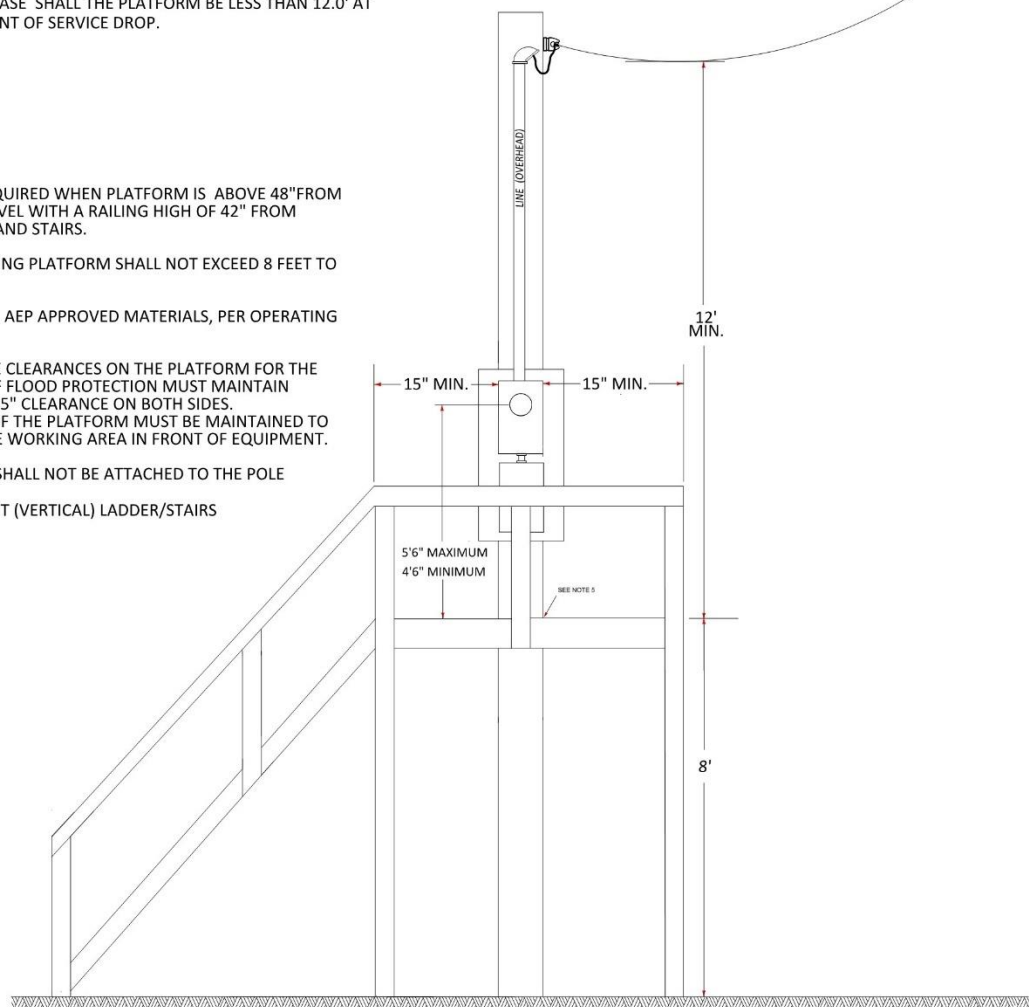 ASE SHALL THE PLATFORM BE LESS THAN 12.0' AT
NT OF SERVICE DROP.
QUIRED WHEN PLATFORM IS ABOVE 48"FROM
VEL WITH A RAILING HIGH OF 42" FROM
AND STAIRS.
NG PLATFORM SHALL NOT EXCEED 8 FEET TO
AEP APPROVED MATERIALS, PER OPERATING
E CLEARANCES ON THE PLATFORM FOR THE
F FLOOD PROTECTION MUST MAINTAIN
5" CLEARANCE ON BOTH SIDES.
F THE PLATFORM MUST BE MAINTAINED TO
E WORKING AREA IN FRONT OF EQUIPMENT.
SHALL NOT BE ATTACHED TO THE POLE
T (VERTICAL) LADDER/STAIRS
LINE (OVERHEAD)
12'
MIN.
15" MIN.
15" MIN.
5'6" MAXIMUM
4'6" MINIMUM
SEE NOTE 5
8'